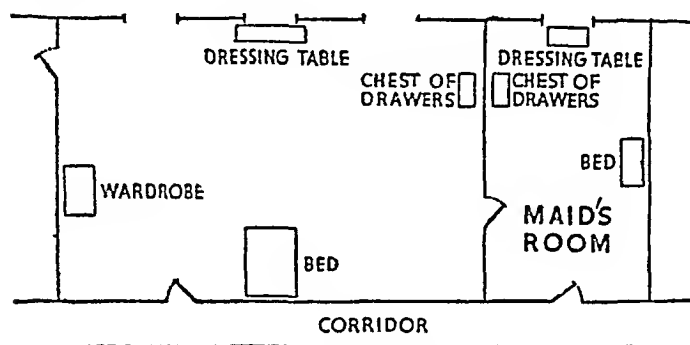 DRESSING TABLE
DRESSING TABLE
CHEST OF
DRAWERS
CHEST OF
DRAWERS
BED
WARDROBE
MAID'S
ROOM
BED
CORRIDOR